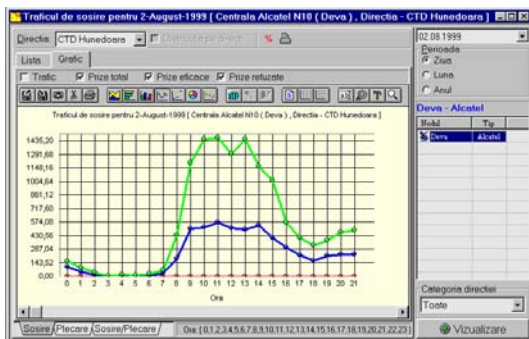 Traficul de sosire pentru 2-August-1999 [ Centrala Alcatel N10 ( Deva ) , Directia - CTD Hunedoara ]
Directia: CTD Hunedoara
02.08.1999
Perioada
Ziua
Luna
Anul
Lista Grafic
Trafic Prize total Prize eficace Prize refuzate
Deva - Alcatel
Nodul Tip
Deva Alcatel
Traficul de sosire pentru 2-August-1999 [ Centrala Alcatel N10 ( Deva ) , Directia - CTD Hunedoara ]
1435,20
1291,68
1148,16
1004,64
861,12
717,60
574,08
430,56
287,04
143,52
0,00
0 1 2 3 4 5 6 7 8 9 10 11 12 13 14 15 16 17 18 19 20 21
Ora
Categoria directiei
Toate
Sosire Plecare Sosire/Plecare
Ora: [ 0,1,2,3,4,5,6,7,8,9,10,11,12,13,14,15,16,17,18,19,20,21,22,23 ]
Vizualizare